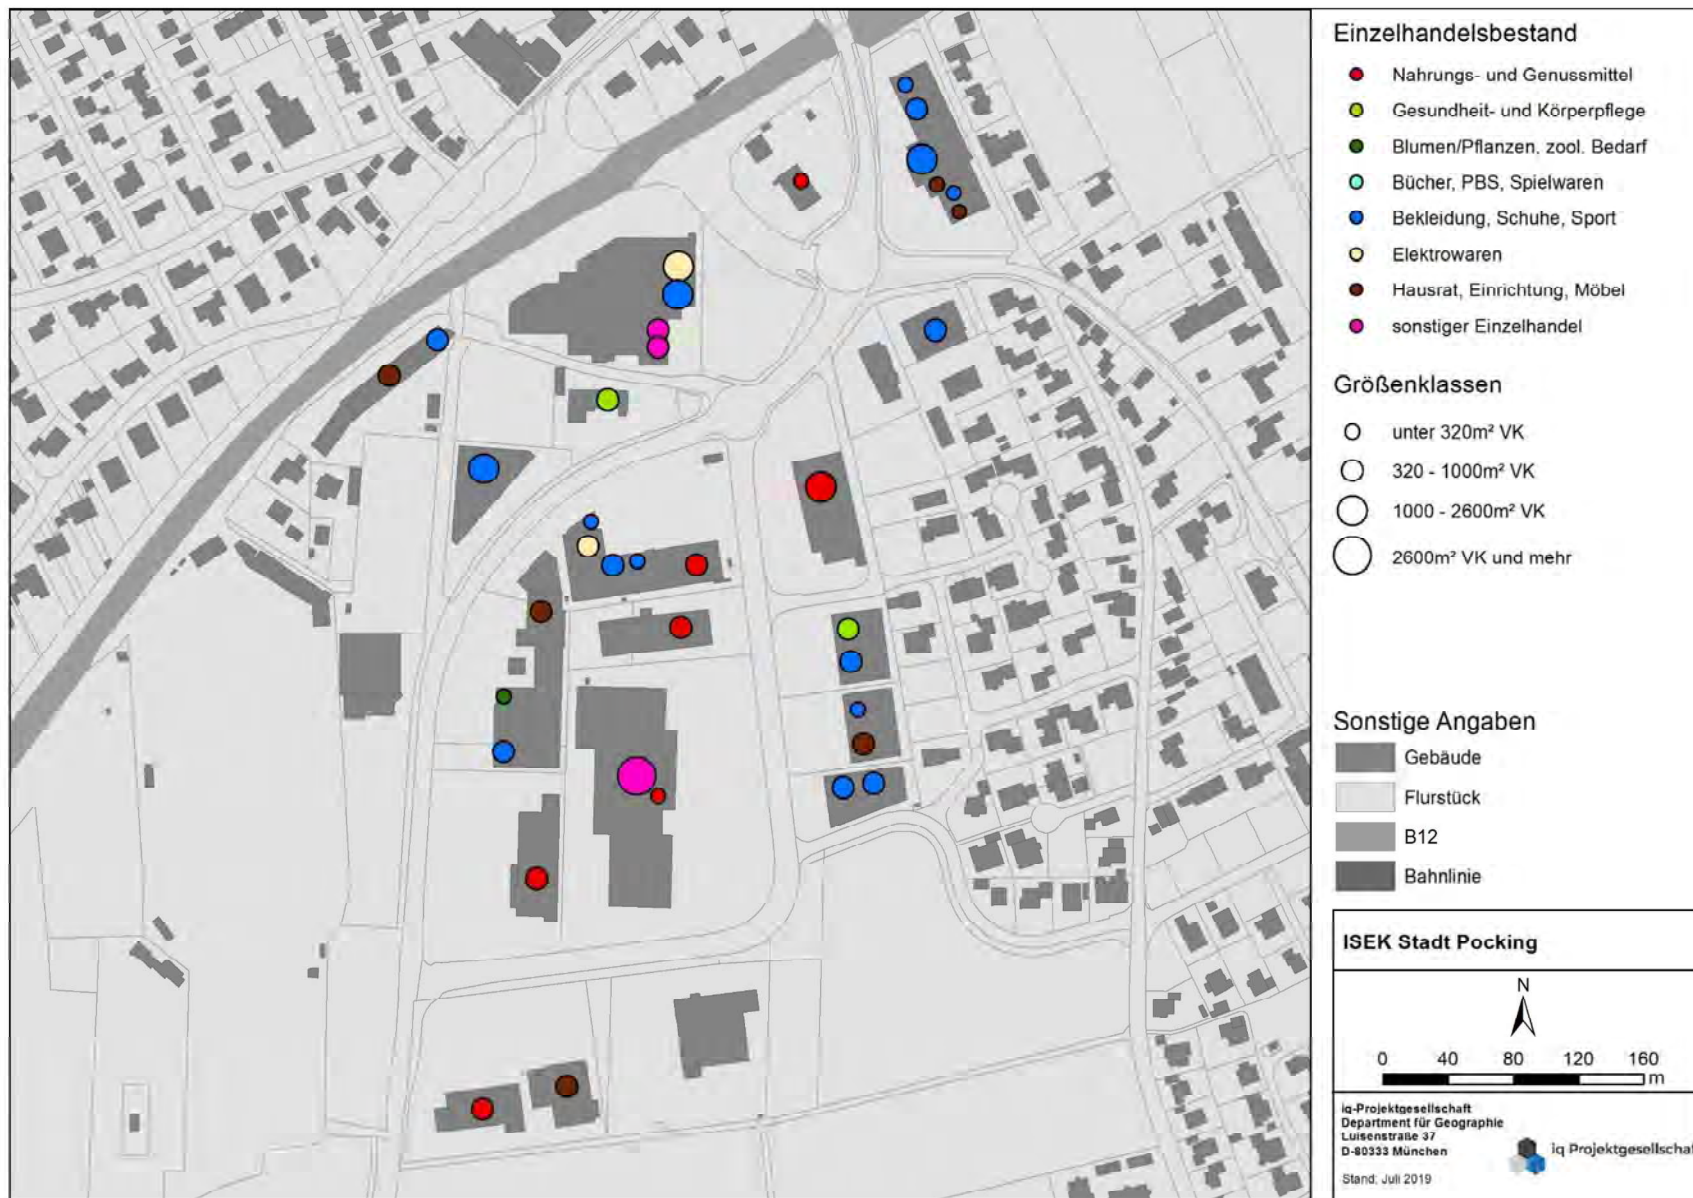 Einzelhandelsbestand
Nahrungs- und Genussmittel
Gesundheit- und Körperpflege
Blumen/Pflanzen, zool. Bedarf
Bücher, PBS, Spielwaren
Bekleidung, Schuhe, Sport
Elektrowaren
Hausrat, Einrichtung, Möbel
sonstiger Einzelhandel
Größenklassen
unter 320m² VK
320 - 1000m² VK
1000 - 2600m² VK
2600m² VK und mehr
Sonstige Angaben
Gebäude
Flurstück
B12
Bahnlinie
ISEK Stadt Pocking
N
0 40 80 120 160
m
iq-Projektgesellschaft
Department für Geographie
Luisenstraße 37
D-80333 München
iq Projektgesellschaf
Stand: Juli 2019